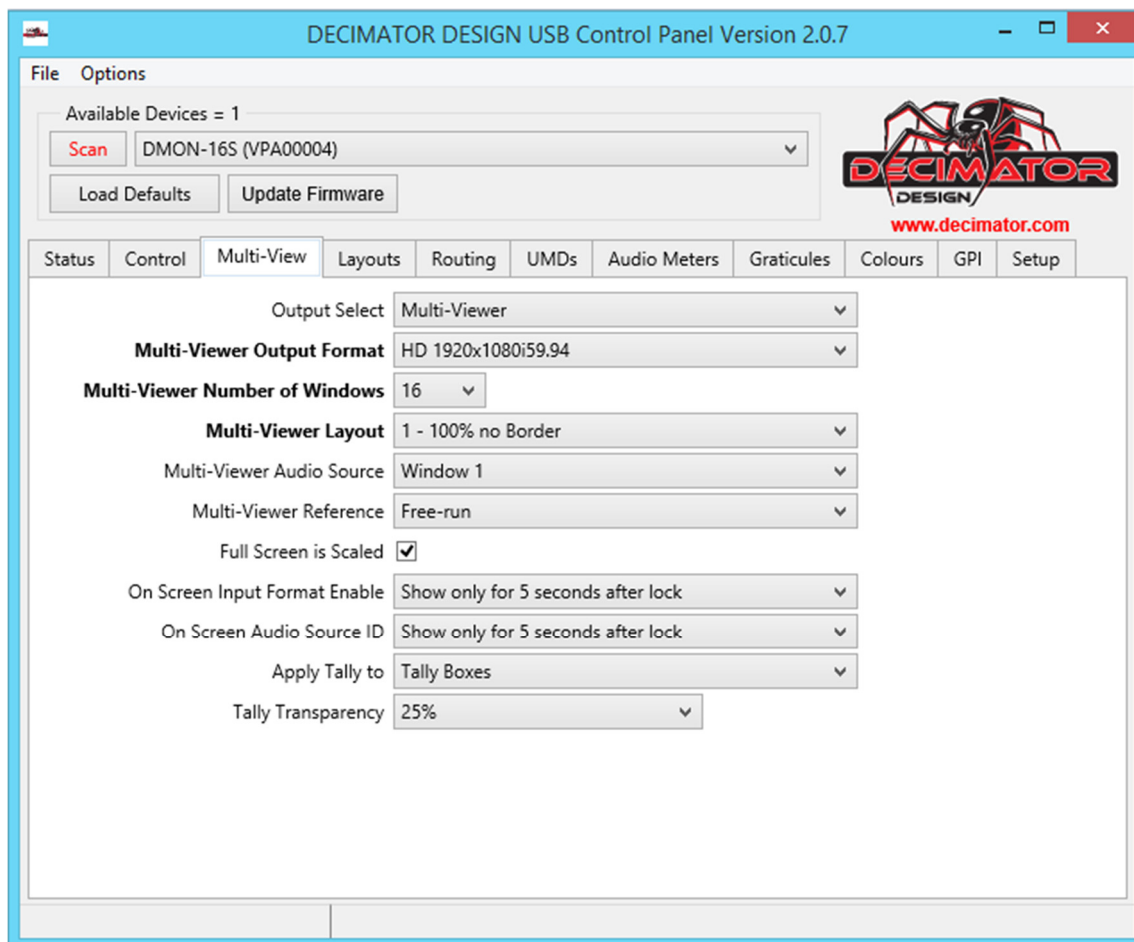 DECIMATOR DESIGN USB Control Panel Version 2.0.7
File Options
Available Devices = 1
Scan DMON-16S (VPA00004)
Load Defaults Update Firmware
DECIMATOR
DESIGN
www.decimator.com
Status Control Multi-View Layouts Routing UMDs Audio Meters Graticules Colours GPI Setup
Output Select Multi-Viewer
Multi-Viewer Output Format HD 1920x1080i59.94
Multi-Viewer Number of Windows 16
Multi-Viewer Layout 1 - 100% no Border
Multi-Viewer Audio Source Window 1
Multi-Viewer Reference Free-run
Full Screen is Scaled
On Screen Input Format Enable Show only for 5 seconds after lock
On Screen Audio Source ID Show only for 5 seconds after lock
Apply Tally to Tally Boxes
Tally Transparency 25%